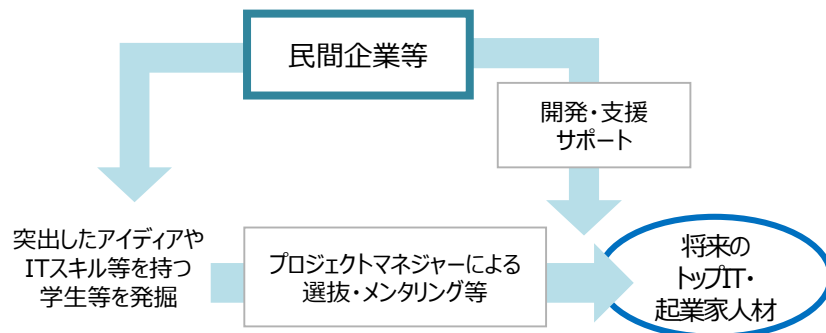 民間企業等
開発・支援
サポート
突出したアイディアや
ITスキル等を持つ
学生等を発掘
プロジェクトマネジャーによる
選抜・メンタリング等
将来の
トップIT・
起業家人材